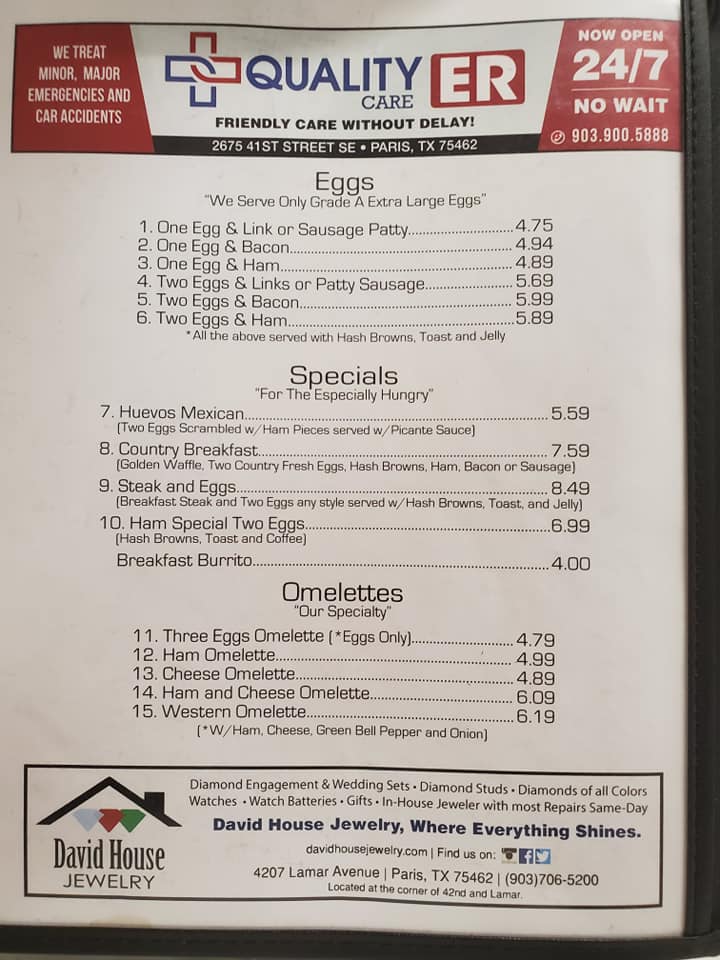 WE TREAT
MINOR, MAJOR
EMERGENCIES AND
CAR ACCIDENTS
QUALITY ER
CARE
FRIENDLY CARE WITHOUT DELAY!
2675 41ST STREET SE • PARIS, TX 75462
NOW OPEN
24/7
NO WAIT
903.900.5888
Eggs
"We Serve Only Grade A Extra Large Eggs"
1. One Egg & Link or Sausage Patty..........................4.75
2. One Egg & Bacon.......................................................4.94
3. One Egg & Ham.........................................................4.89
4. Two Eggs & Links or Patty Sausage.....................5.69
5. Two Eggs & Bacon.....................................................5.99
6. Two Eggs & Ham........................................................5.89
*All the above served with Hash Browns, Toast and Jelly
Specials
"For The Especially Hungry"
7. Huevos Mexican............................................................................5.59
(Two Eggs Scrambled w/Ham Pieces served w/Picante Sauce)
8. Country Breakfast.........................................................................7.59
(Golden Waffle, Two Country Fresh Eggs, Hash Browns, Ham, Bacon or Sausage)
9. Steak and Eggs..............................................................................8.49
(Breakfast Steak and Two Eggs any style served w/Hash Browns, Toast, and Jelly)
10. Ham Special Two Eggs..............................................................6.99
(Hash Browns, Toast and Coffee)
Breakfast Burrito..........................................................................4.00
Omelettes
"Our Specialty"
11. Three Eggs Omelette (*Eggs Only).........................4.79
12. Ham Omelette...........................................................4.99
13. Cheese Omelette......................................................4.89
14. Ham and Cheese Omelette....................................6.09
15. Western Omelette....................................................6.19
(*W/Ham, Cheese, Green Bell Pepper and Onion)
David House
JEWELRY
Diamond Engagement & Wedding Sets • Diamond Studs • Diamonds of all Colors
Watches • Watch Batteries • Gifts • In-House Jeweler with most Repairs Same-Day
David House Jewelry, Where Everything Shines.
davidhousejewelry.com | Find us on:
4207 Lamar Avenue | Paris, TX 75462 | (903)706-5200
Located at the corner of 42nd and Lamar.